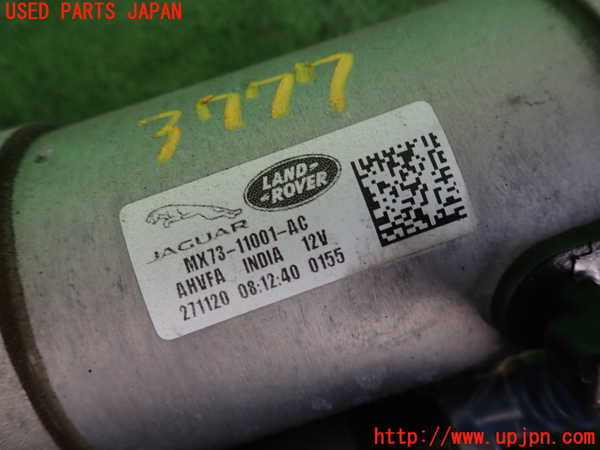 USED PARTS JAPAN
3777
LAND-
-ROVER
JAGUAR
MX73-11001-AC
AHVFA INDIA 12V
271120 08:12:40 0155
http://www.upjpn.com/